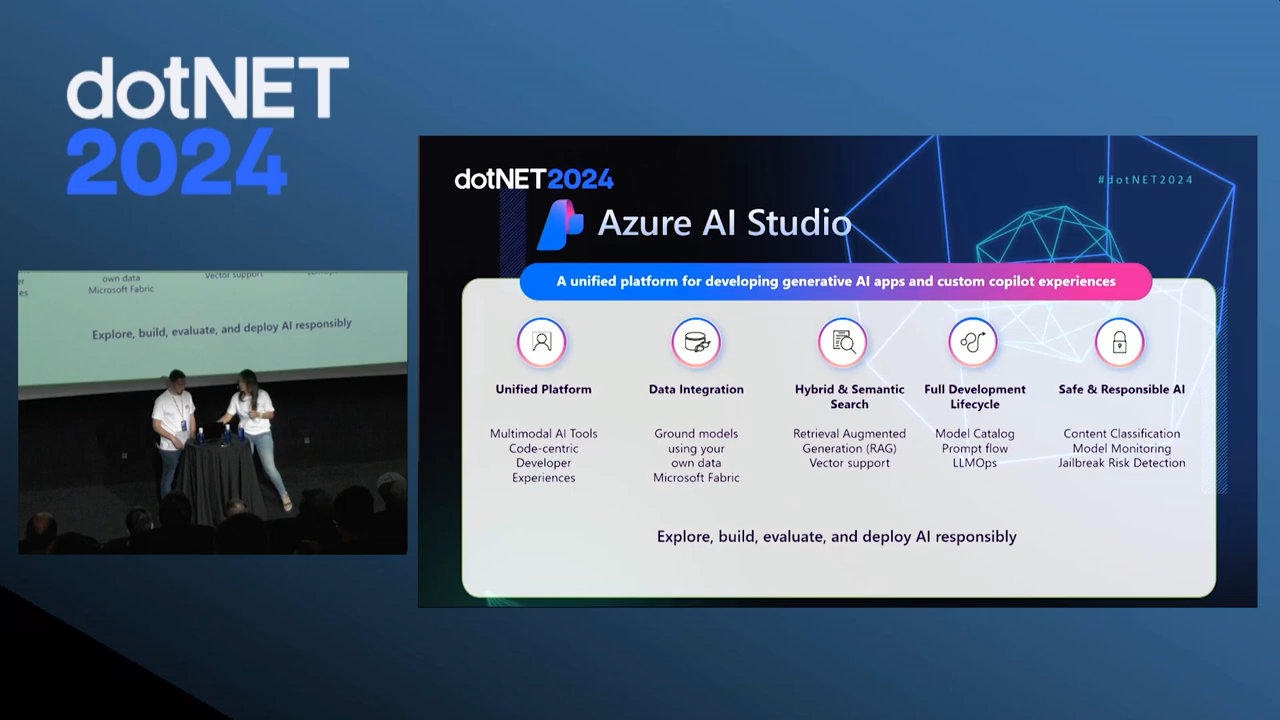 dotNET
2024
dotNET2024
#dotNET2024
Azure AI Studio
A unified platform for developing generative AI apps and custom copilot experiences
Unified Platform
Multimodal AI Tools
Code-centric
Developer
Experiences
Data Integration
Ground models
using your
own data
Microsoft Fabric
Hybrid & Semantic
Search
Retrieval Augmented
Generation (RAG)
Vector support
Full Development
Lifecycle
Model Catalog
Prompt flow
LLMOps
Safe & Responsible AI
Content Classification
Model Monitoring
Jailbreak Risk Detection
Explore, build, evaluate, and deploy AI responsibly
own data
Microsoft Fabric
Vector support
Explore, build, evaluate, and deploy AI responsibly